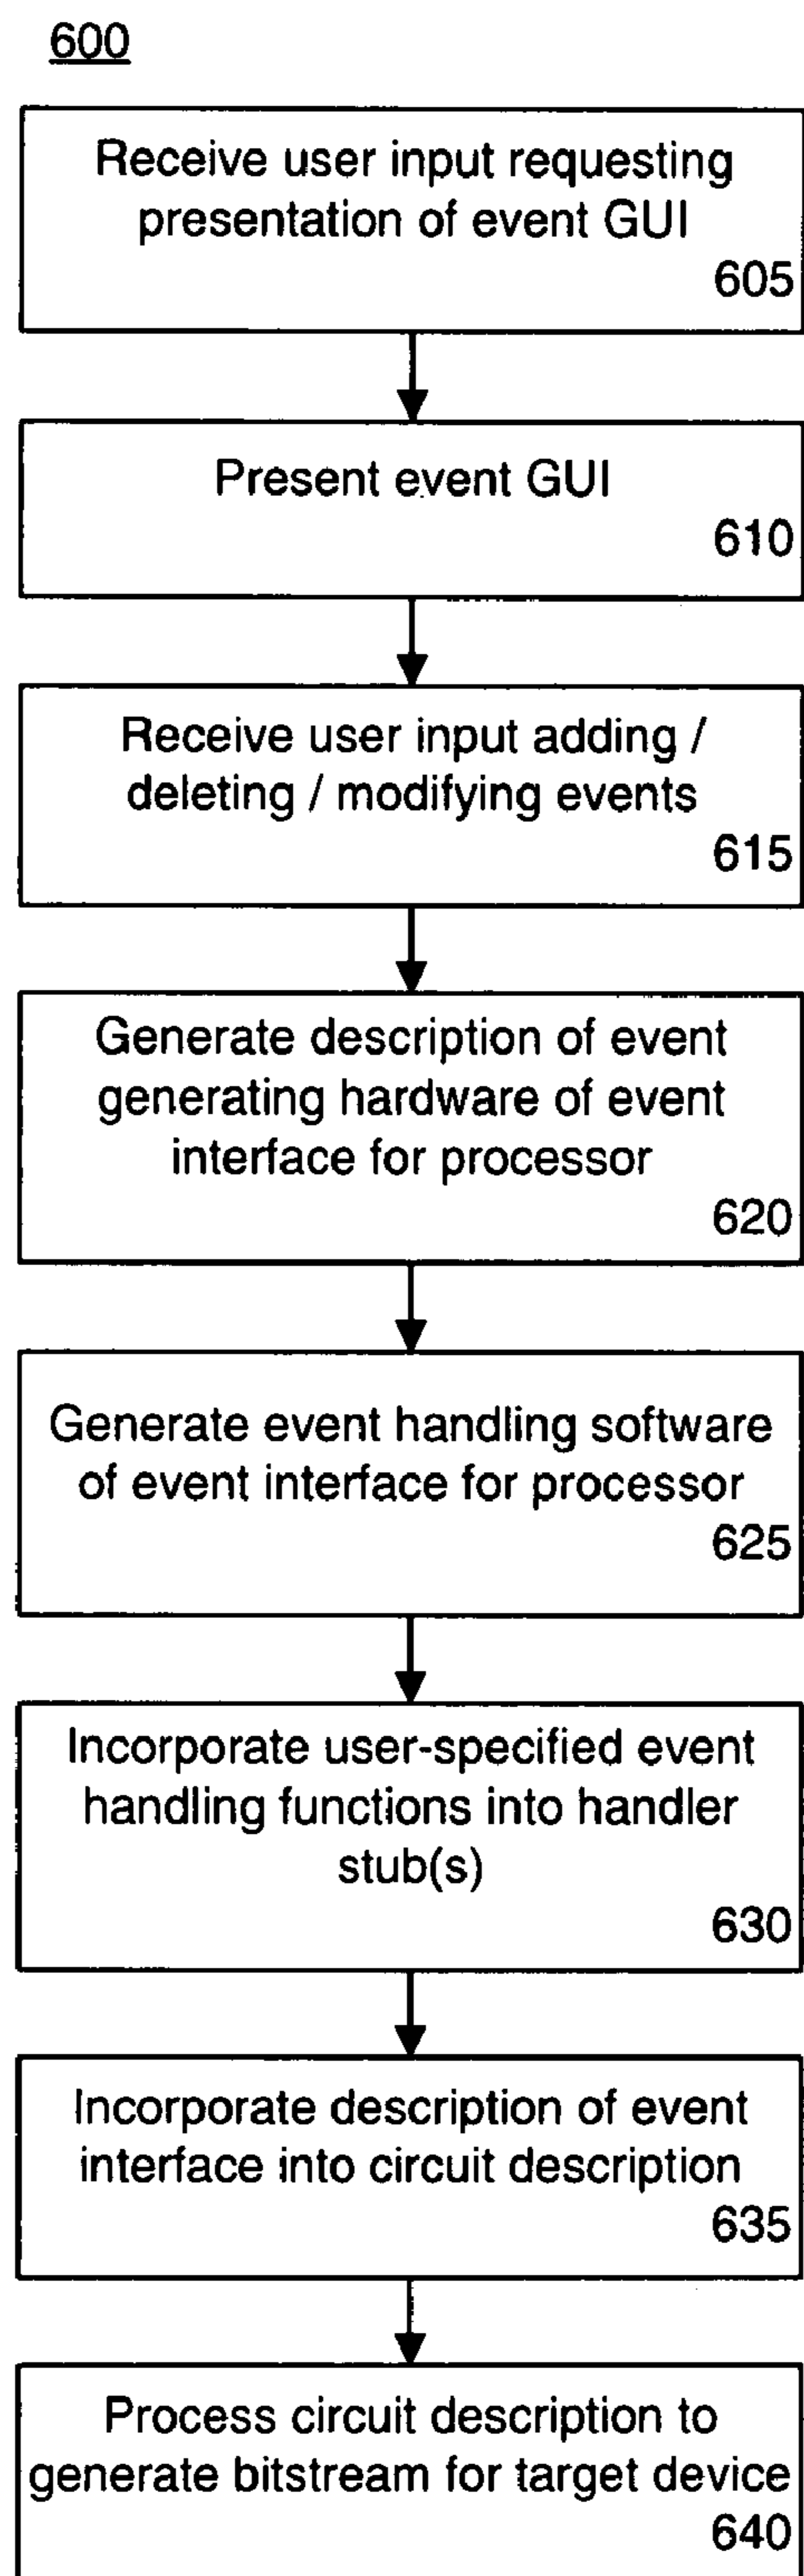 600
Receive user input requesting
presentation of event GUI
605
Present event GUI
610
Receive user input adding /
deleting / modifying events
615
Generate description of event
generating hardware of event
interface for processor
620
Generate event handling software
of event interface for processor
625
Incorporate user-specified event
handling functions into handler
stub(s)
630
Incorporate description of event
interface into circuit description
635
Process circuit description to
generate bitstream for target device
640